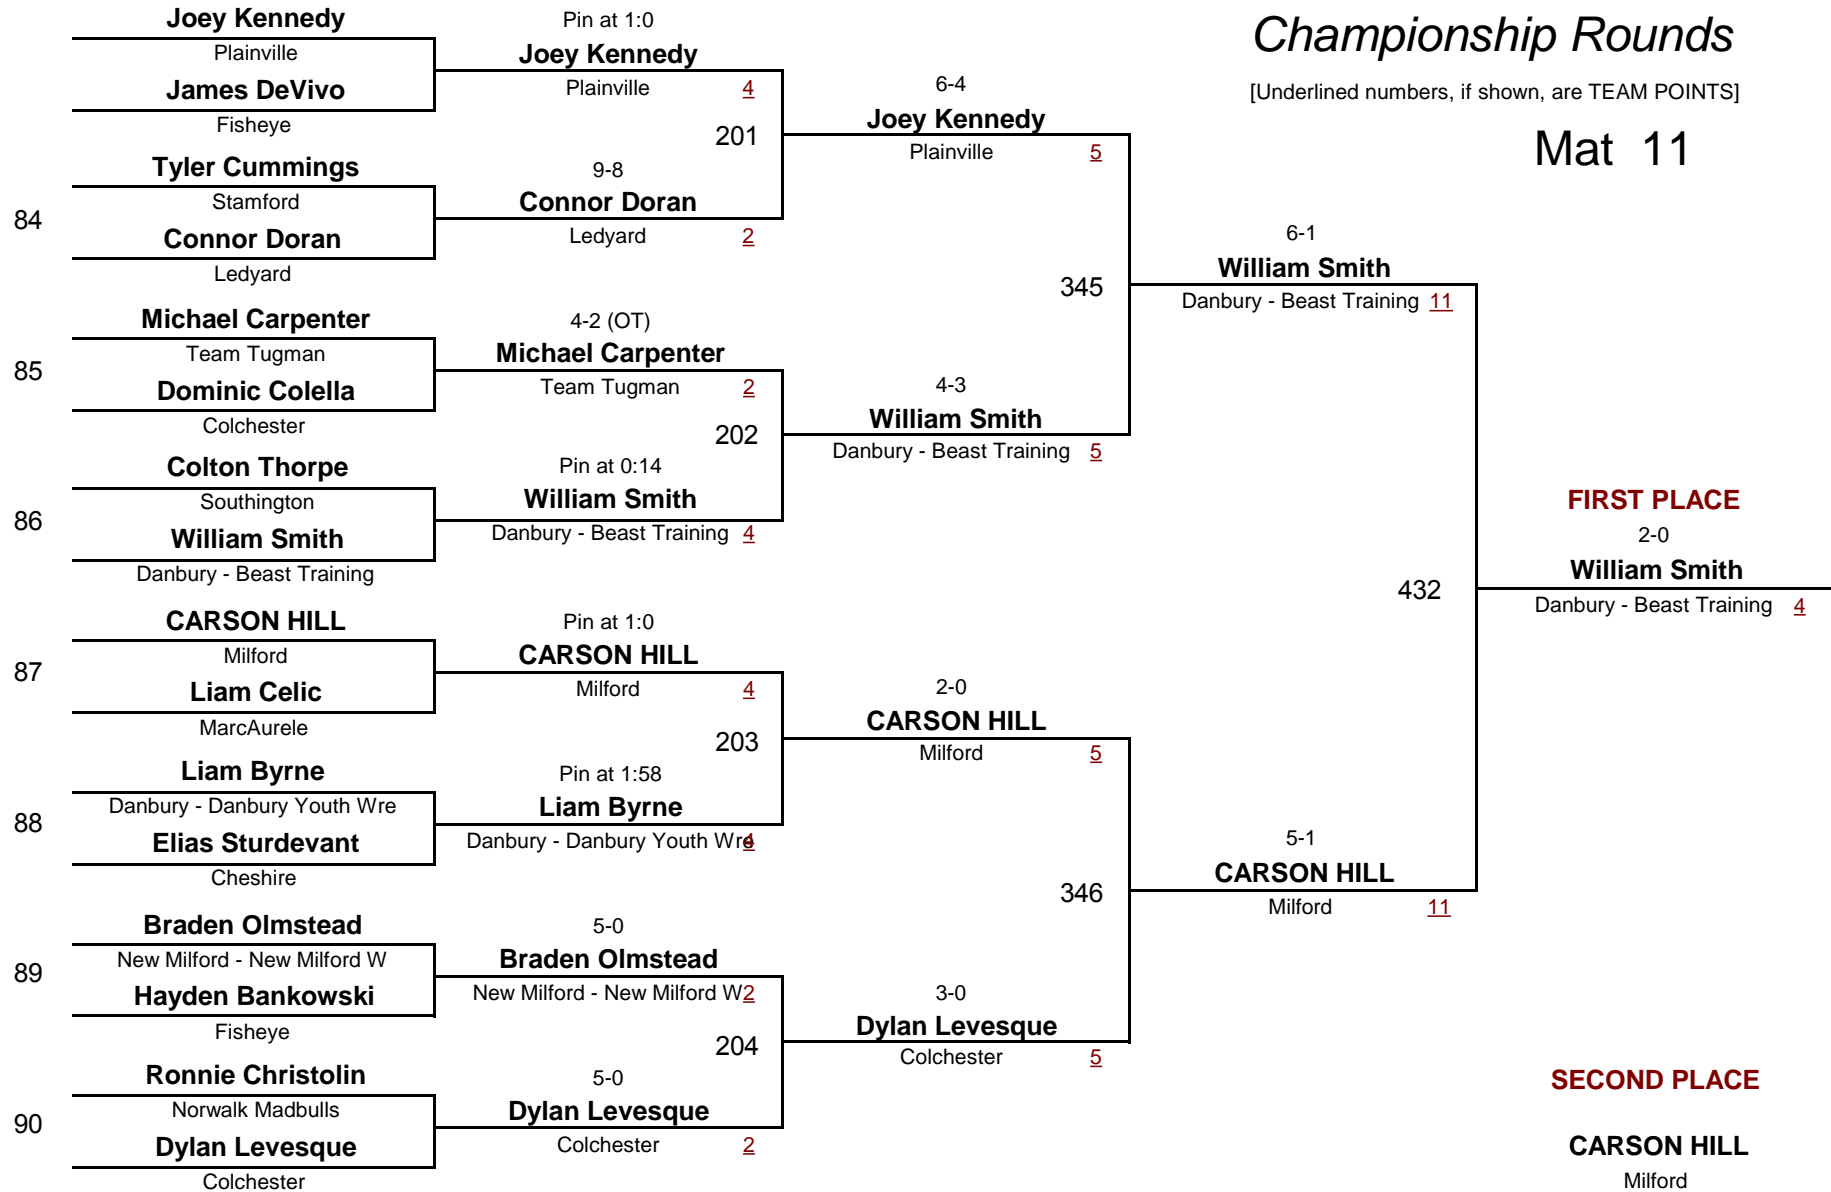 Championship Rounds
[Underlined numbers, if shown, are TEAM POINTS]
Mat 11
Joey Kennedy
Plainville
James DeVivo
Fisheye
84
Tyler Cummings
Stamford
Connor Doran
Ledyard
85
Michael Carpenter
Team Tugman
Dominic Colella
Colchester
86
Colton Thorpe
Southington
William Smith
Danbury - Beast Training
87
CARSON HILL
Milford
Liam Celic
MarcAurele
88
Liam Byrne
Danbury - Danbury Youth Wre
Elias Sturdevant
Cheshire
89
Braden Olmstead
New Milford - New Milford W
Hayden Bankowski
Fisheye
90
Ronnie Christolin
Norwalk Madbulls
Dylan Levesque
Colchester
Pin at 1:0
Joey Kennedy
Plainville 4
201
9-8
Connor Doran
Ledyard 2
4-2 (OT)
Michael Carpenter
Team Tugman 2
202
Pin at 0:14
William Smith
Danbury - Beast Training 4
Pin at 1:0
CARSON HILL
Milford 4
203
Pin at 1:58
Liam Byrne
Danbury - Danbury Youth Wre 4
5-0
Braden Olmstead
New Milford - New Milford W 2
204
5-0
Dylan Levesque
Colchester 2
6-4
Joey Kennedy
Plainville 5
345
4-3
William Smith
Danbury - Beast Training 5
2-0
CARSON HILL
Milford 5
346
3-0
Dylan Levesque
Colchester 5
6-1
William Smith
Danbury - Beast Training 11
432
5-1
CARSON HILL
Milford 11
FIRST PLACE
2-0
William Smith
Danbury - Beast Training 4
SECOND PLACE
CARSON HILL
Milford